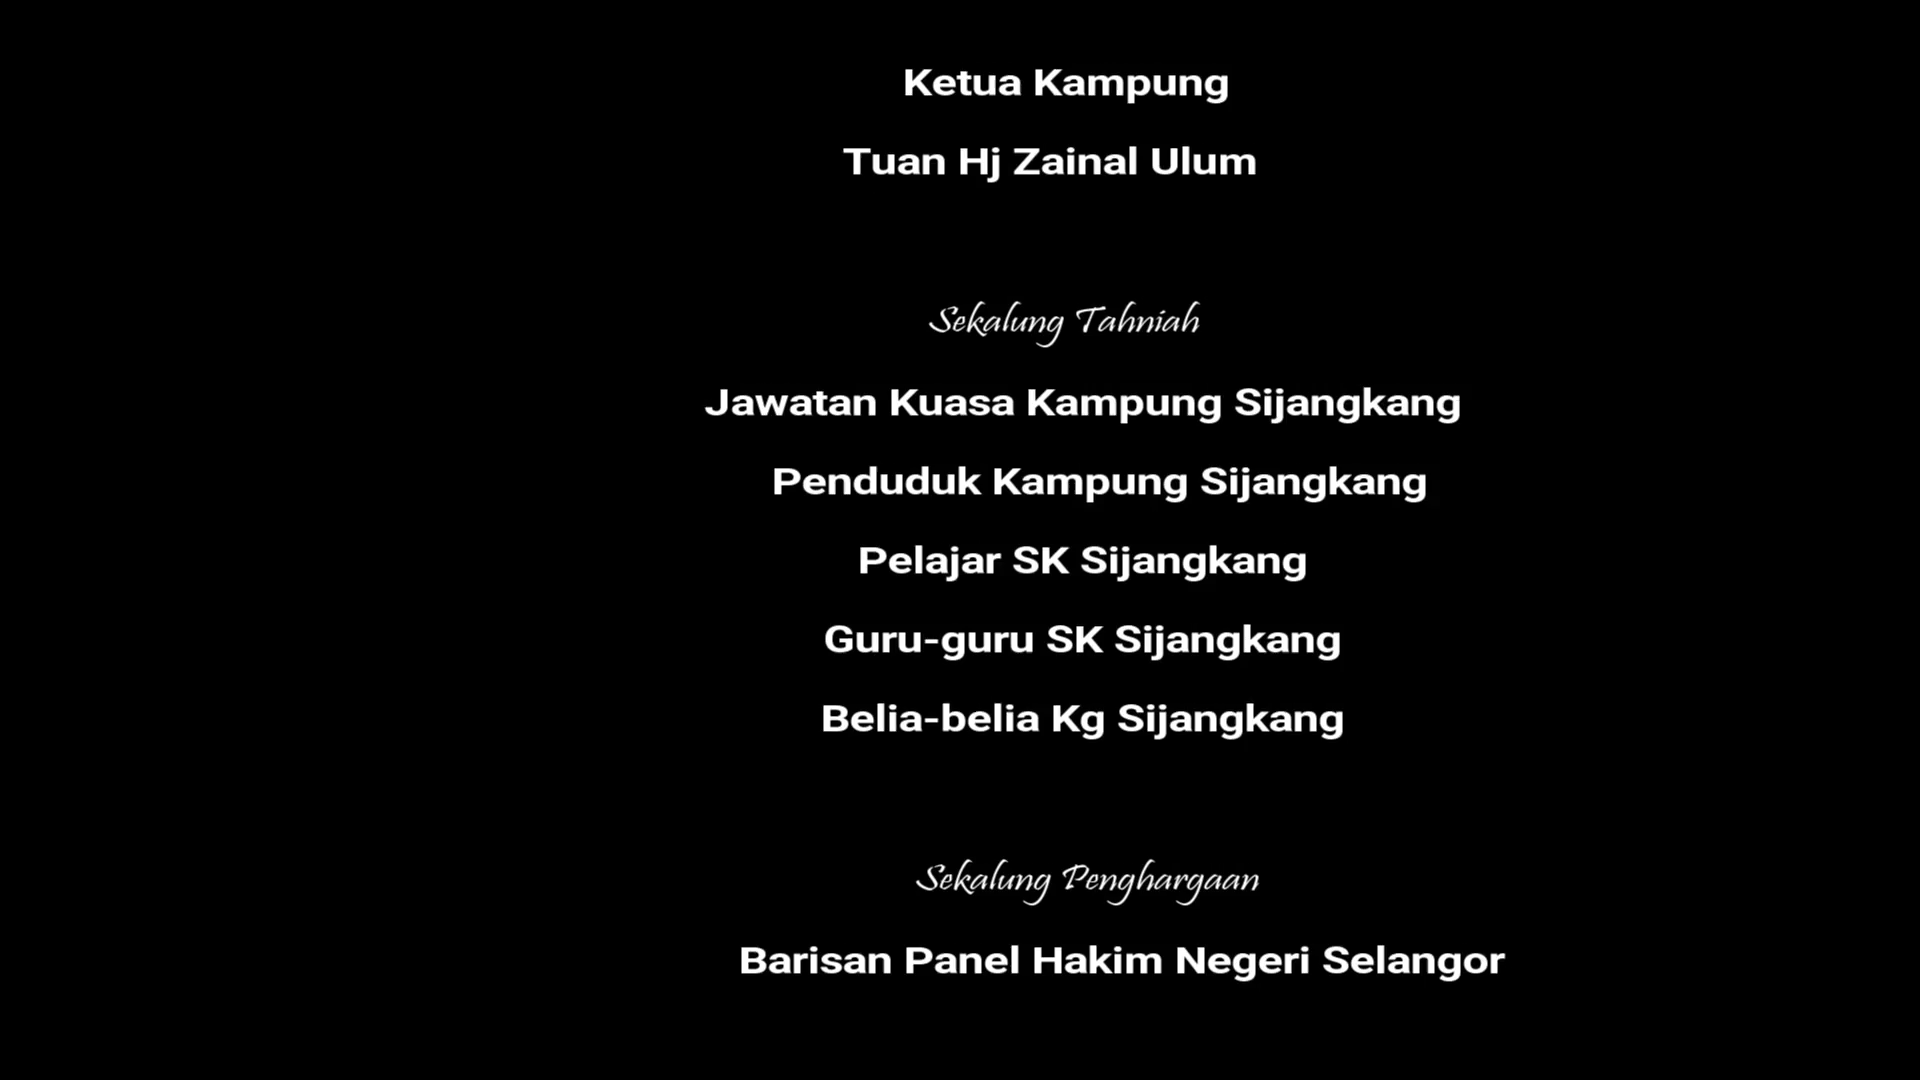 Ketua Kampung
Tuan Hj Zainal Ulum
Sekalung Tahniah
Jawatan Kuasa Kampung Sijangkang
Penduduk Kampung Sijangkang
Pelajar SK Sijangkang
Guru-guru SK Sijangkang
Belia-belia Kg Sijangkang
Sekalung Penghargaan
Barisan Panel Hakim Negeri Selangor